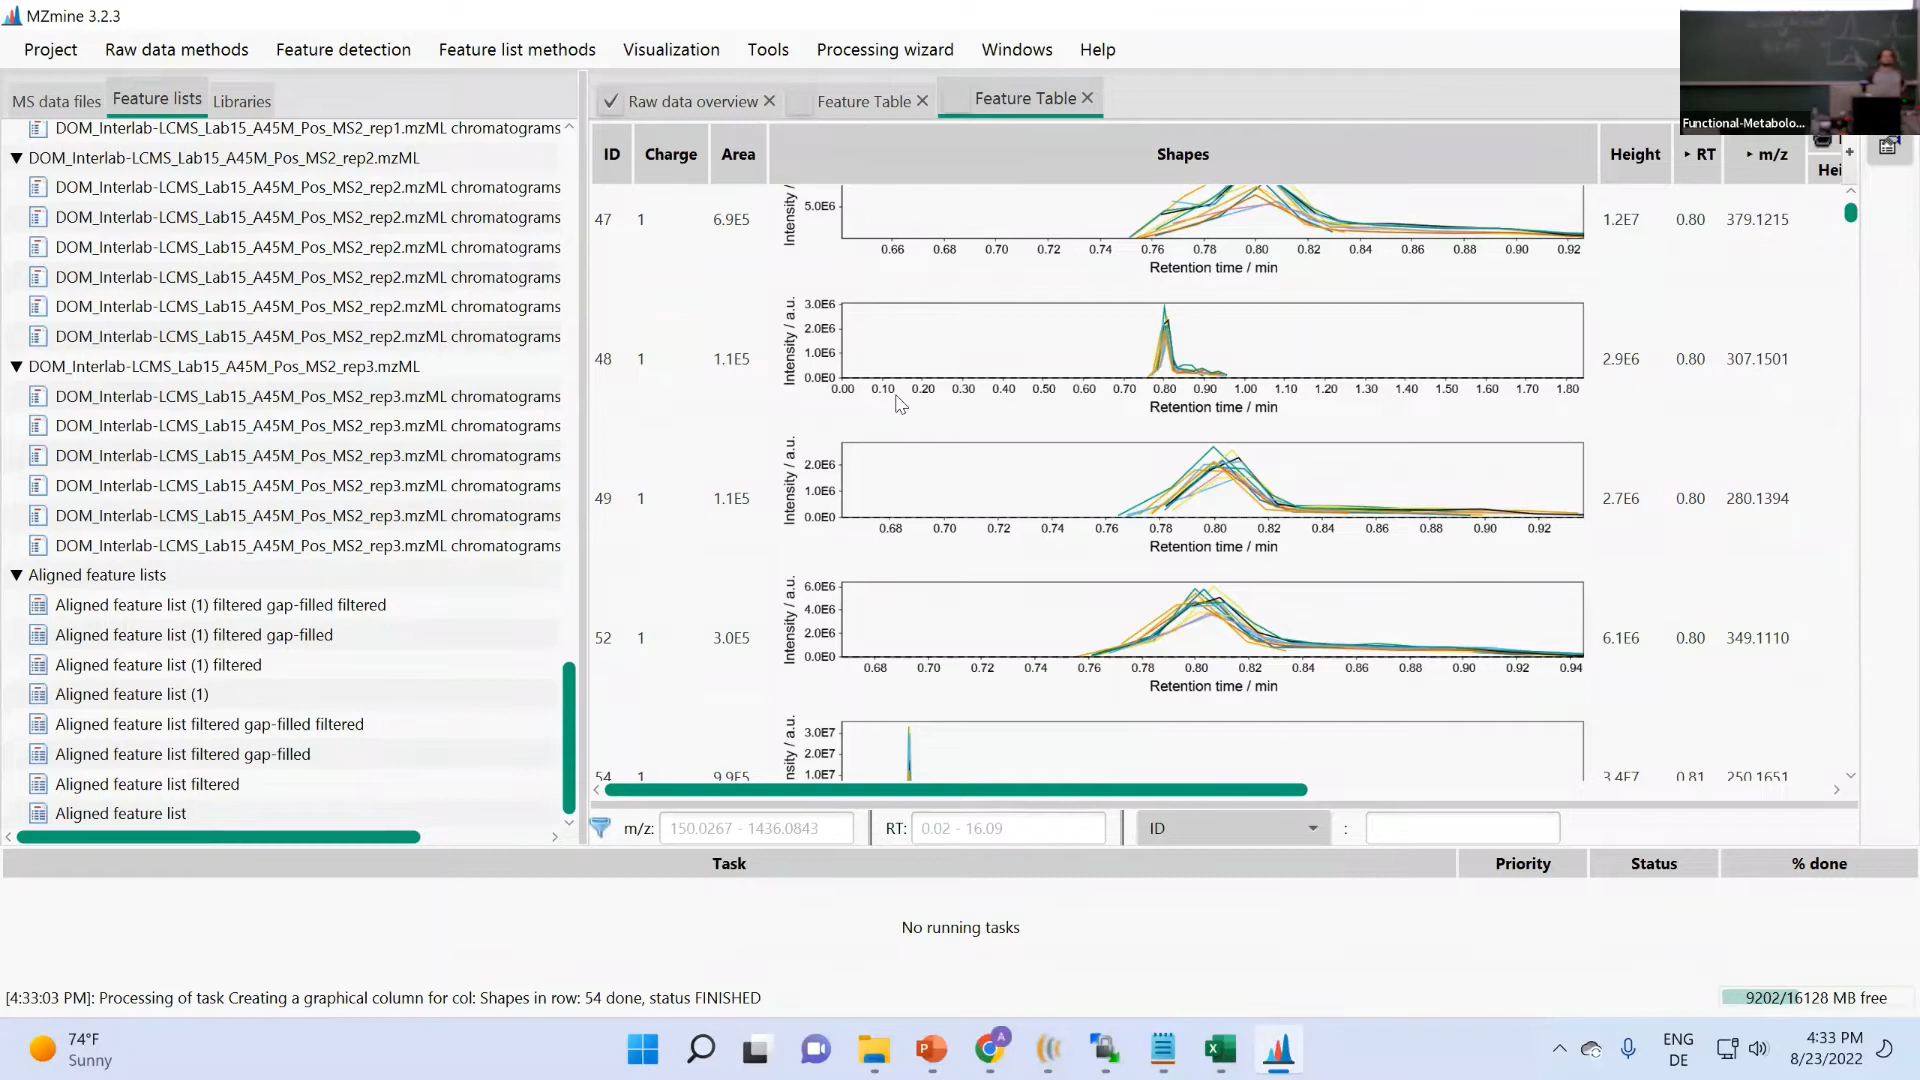 MZmine 3.2.3
Project Raw data methods Feature detection Feature list methods Visualization Tools Processing wizard Windows Help
Functional-Metabolo...
MS data files Feature lists Libraries
Raw data overview Feature Table Feature Table
DOM_Interlab-LCMS_Lab15_A45M_Pos_MS2_rep1.mzML chromatograms
DOM_Interlab-LCMS_Lab15_A45M_Pos_MS2_rep2.mzML
DOM_Interlab-LCMS_Lab15_A45M_Pos_MS2_rep2.mzML chromatograms
DOM_Interlab-LCMS_Lab15_A45M_Pos_MS2_rep2.mzML chromatograms
DOM_Interlab-LCMS_Lab15_A45M_Pos_MS2_rep2.mzML chromatograms
DOM_Interlab-LCMS_Lab15_A45M_Pos_MS2_rep2.mzML chromatograms
DOM_Interlab-LCMS_Lab15_A45M_Pos_MS2_rep2.mzML chromatograms
DOM_Interlab-LCMS_Lab15_A45M_Pos_MS2_rep2.mzML chromatograms
DOM_Interlab-LCMS_Lab15_A45M_Pos_MS2_rep3.mzML
DOM_Interlab-LCMS_Lab15_A45M_Pos_MS2_rep3.mzML chromatograms
DOM_Interlab-LCMS_Lab15_A45M_Pos_MS2_rep3.mzML chromatograms
DOM_Interlab-LCMS_Lab15_A45M_Pos_MS2_rep3.mzML chromatograms
DOM_Interlab-LCMS_Lab15_A45M_Pos_MS2_rep3.mzML chromatograms
DOM_Interlab-LCMS_Lab15_A45M_Pos_MS2_rep3.mzML chromatograms
DOM_Interlab-LCMS_Lab15_A45M_Pos_MS2_rep3.mzML chromatograms
Aligned feature lists
Aligned feature list (1) filtered gap-filled filtered
Aligned feature list (1) filtered gap-filled
Aligned feature list (1) filtered
Aligned feature list (1)
Aligned feature list filtered gap-filled filtered
Aligned feature list filtered gap-filled
Aligned feature list filtered
Aligned feature list
ID Charge Area Shapes Height RT m/z
Hei
47 1 6.9E5 1.2E7 0.80 379.1215
Intensity /
5.0E6
0.66 0.68 0.70 0.72 0.74 0.76 0.78 0.80 0.82 0.84 0.86 0.88 0.90 0.92
Retention time / min
48 1 1.1E5 2.9E6 0.80 307.1501
Intensity / a.u.
3.0E6
2.0E6
1.0E6
0.0E0
0.00 0.10 0.20 0.30 0.40 0.50 0.60 0.70 0.80 0.90 1.00 1.10 1.20 1.30 1.40 1.50 1.60 1.70 1.80
Retention time / min
49 1 1.1E5 2.7E6 0.80 280.1394
Intensity / a.u.
2.0E6
1.0E6
0.0E0
0.68 0.70 0.72 0.74 0.76 0.78 0.80 0.82 0.84 0.86 0.88 0.90 0.92
Retention time / min
52 1 3.0E5 6.1E6 0.80 349.1110
Intensity / a.u.
6.0E6
4.0E6
2.0E6
0.0E0
0.68 0.70 0.72 0.74 0.76 0.78 0.80 0.82 0.84 0.86 0.88 0.90 0.92 0.94
Retention time / min
54 1 9.9E5 3.4E7 0.81 250.1651
nsity / a.u.
3.0E7
2.0E7
1.0E7
m/z: 150.0267 - 1436.0843 RT: 0.02 - 16.09 ID :
Task Priority Status % done
No running tasks
[4:33:03 PM]: Processing of task Creating a graphical column for col: Shapes in row: 54 done, status FINISHED
9202/16128 MB free
74°F
Sunny
ENG
DE
4:33 PM
8/23/2022